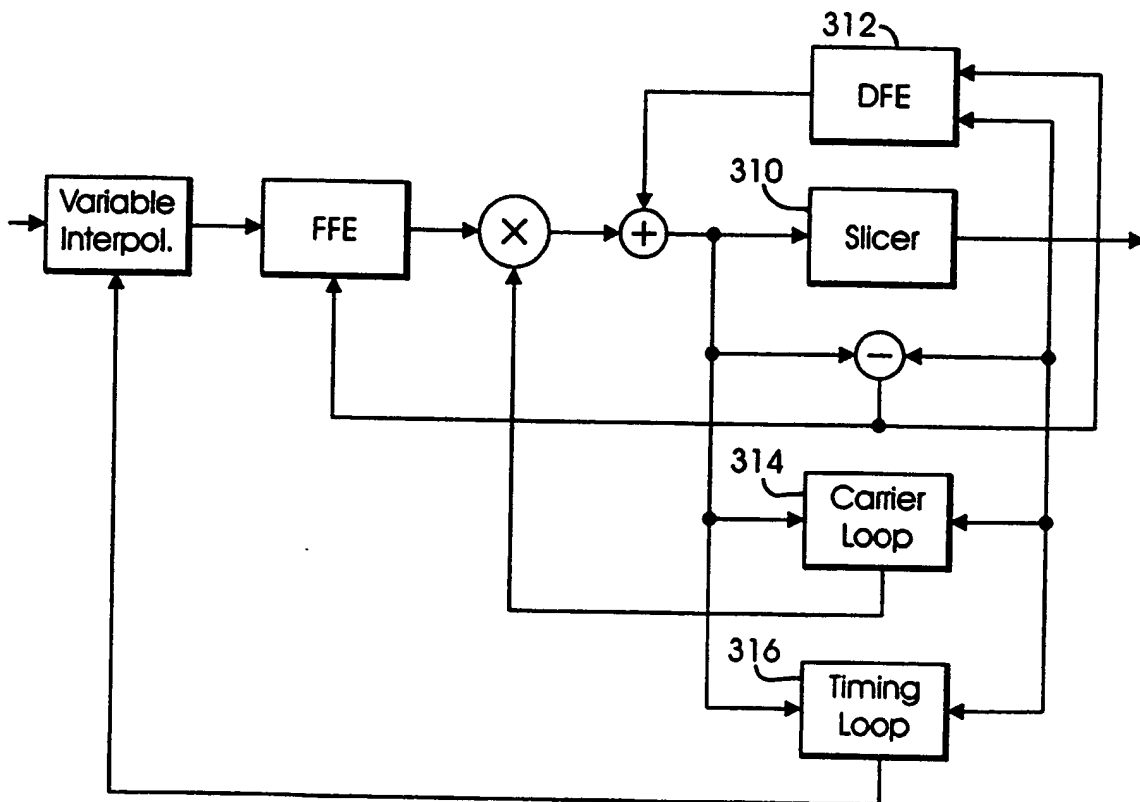 312
DFE
310
Variable
Interpol.
FFE
×
+
Slicer
−
314
Carrier
Loop
316
Timing
Loop